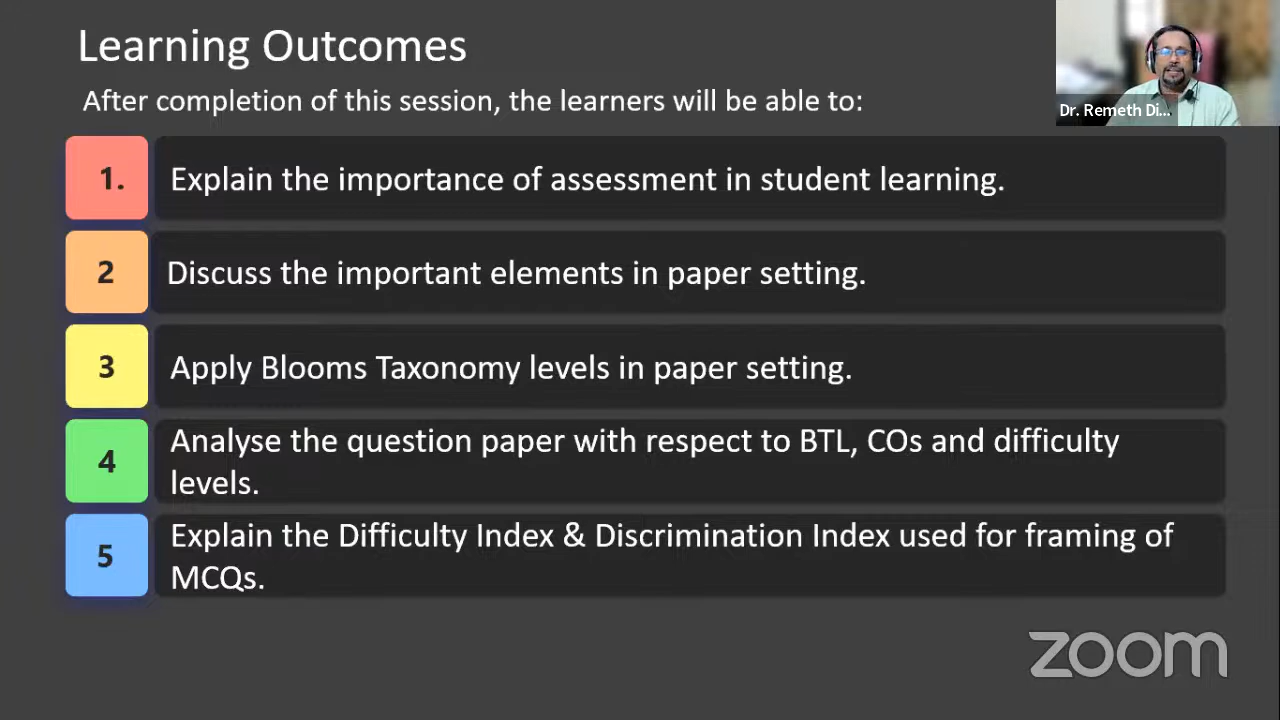 Learning Outcomes
After completion of this session, the learners will be able to:
Dr. Remeth Di...
1. Explain the importance of assessment in student learning.
2 Discuss the important elements in paper setting.
3 Apply Blooms Taxonomy levels in paper setting.
4 Analyse the question paper with respect to BTL, COs and difficulty
levels.
5 Explain the Difficulty Index & Discrimination Index used for framing of
MCQs.
zoom